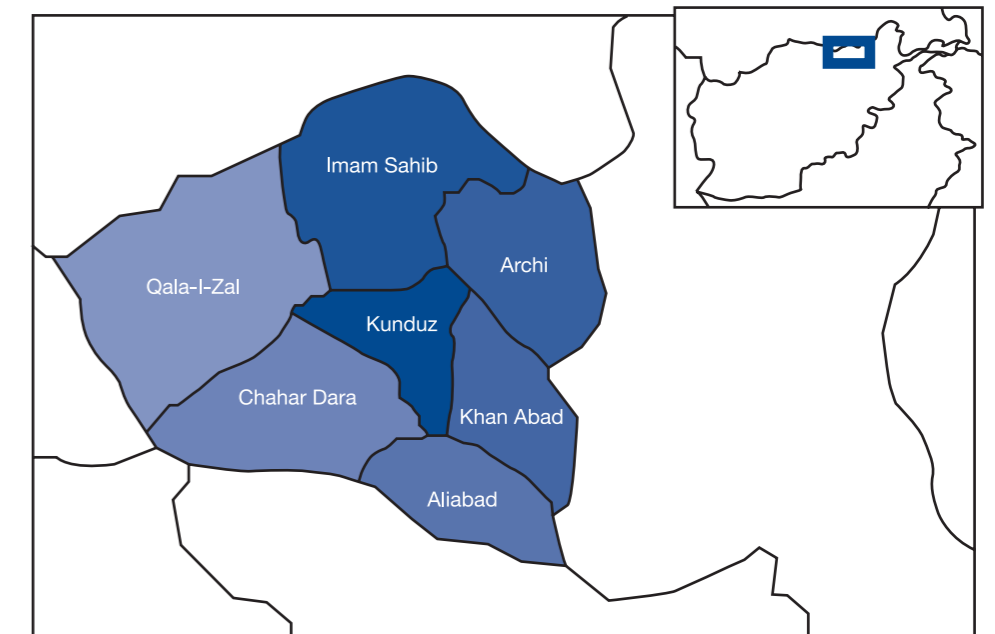 Imam Sahib
Archi
Qala-I-Zal
Kunduz
Chahar Dara
Khan Abad
Aliabad